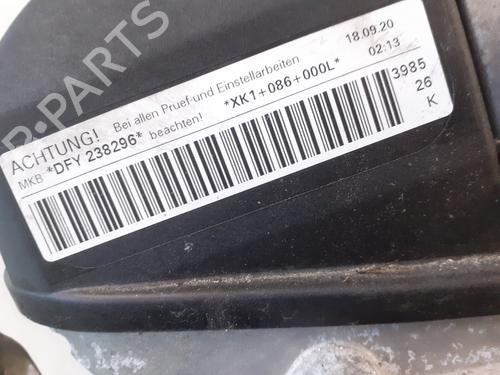 ACHTUNG! Bei allen Pruef-und Einstellarbeiten 18.09.20
MKB: *DFY 238296* beachten! *XK1+086+000L* 02:13
3985
26
K
B-PARTS
B-PARTS